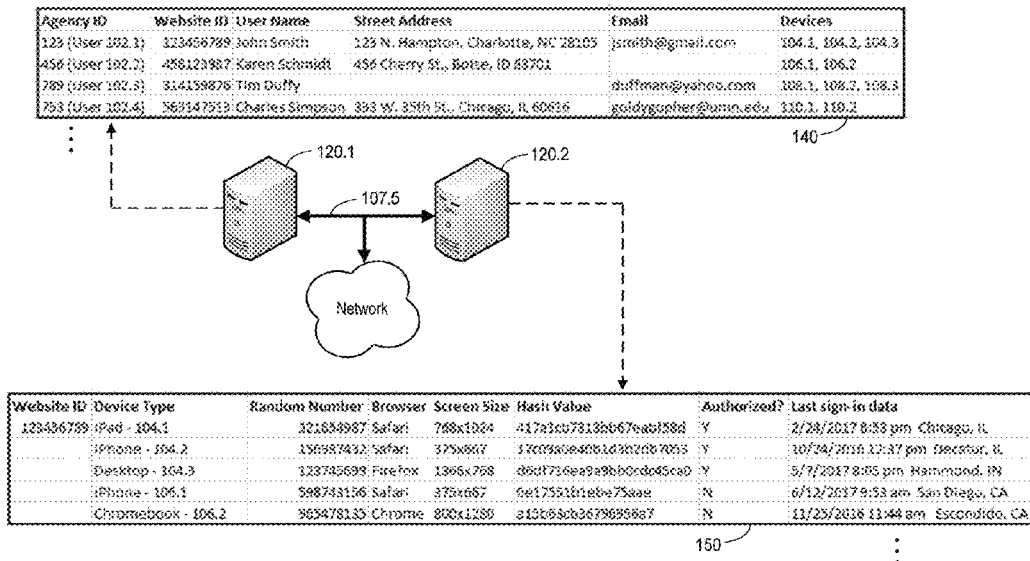 Agency ID Website ID User Name Street Address Email Devices
123 (User 102.1) 123456789 John Smith 123 N. Hampton, Charlotte, NC 28105 jsmith@gmail.com 104.1, 104.2, 104.3
456 (User 102.2) 456123987 Karen Schmidt 456 Cherry St., Boise, ID 83701 106.1, 106.2
789 (User 102.3) 314159876 Tim Duffy duffman@yahoo.com 108.1, 108.2, 108.3
753 (User 102.4) Charles Simpson 333 W. 35th St., Chicago, IL 60616 goldygopher@umn.edu 110.1, 110.2
140
120.1
120.2
107.5
Network
Website ID Device Type Random Number Browser Screen Size Hash Value Authorized? Last sign-in data
123456789 iPad - 104.1 321654987 Safari 768x1024 Y 2/24/2017 8:53 pm Chicago, IL
iPhone - 104.2 Safari 375x667 Y 10/24/2016 12:37 pm Decatur, IL
Desktop - 104.3 123745699 Firefox 1366x768 Y 5/7/2017 8:05 pm Hammond, IN
iPhone - 106.1 598743156 Safari 375x667 N 6/12/2017 9:53 am San Diego, CA
Chromebook - 106.2 Chrome 800x1280 N 11/25/2016 11:44 am Escondido, CA
150